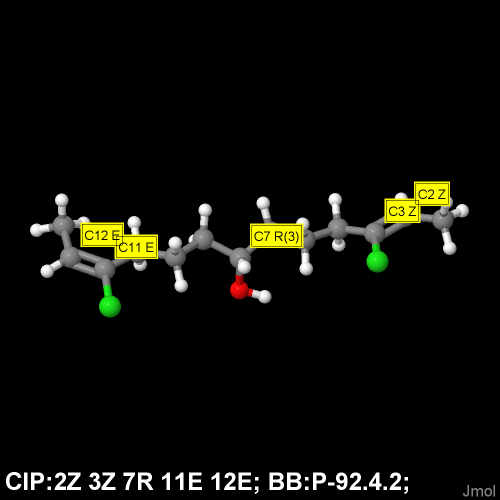 C2 Z
C3 Z
C12 E
C11 E
C7 R(3)
CIP:2Z 3Z 7R 11E 12E; BB:P-92.4.2;
Jmol